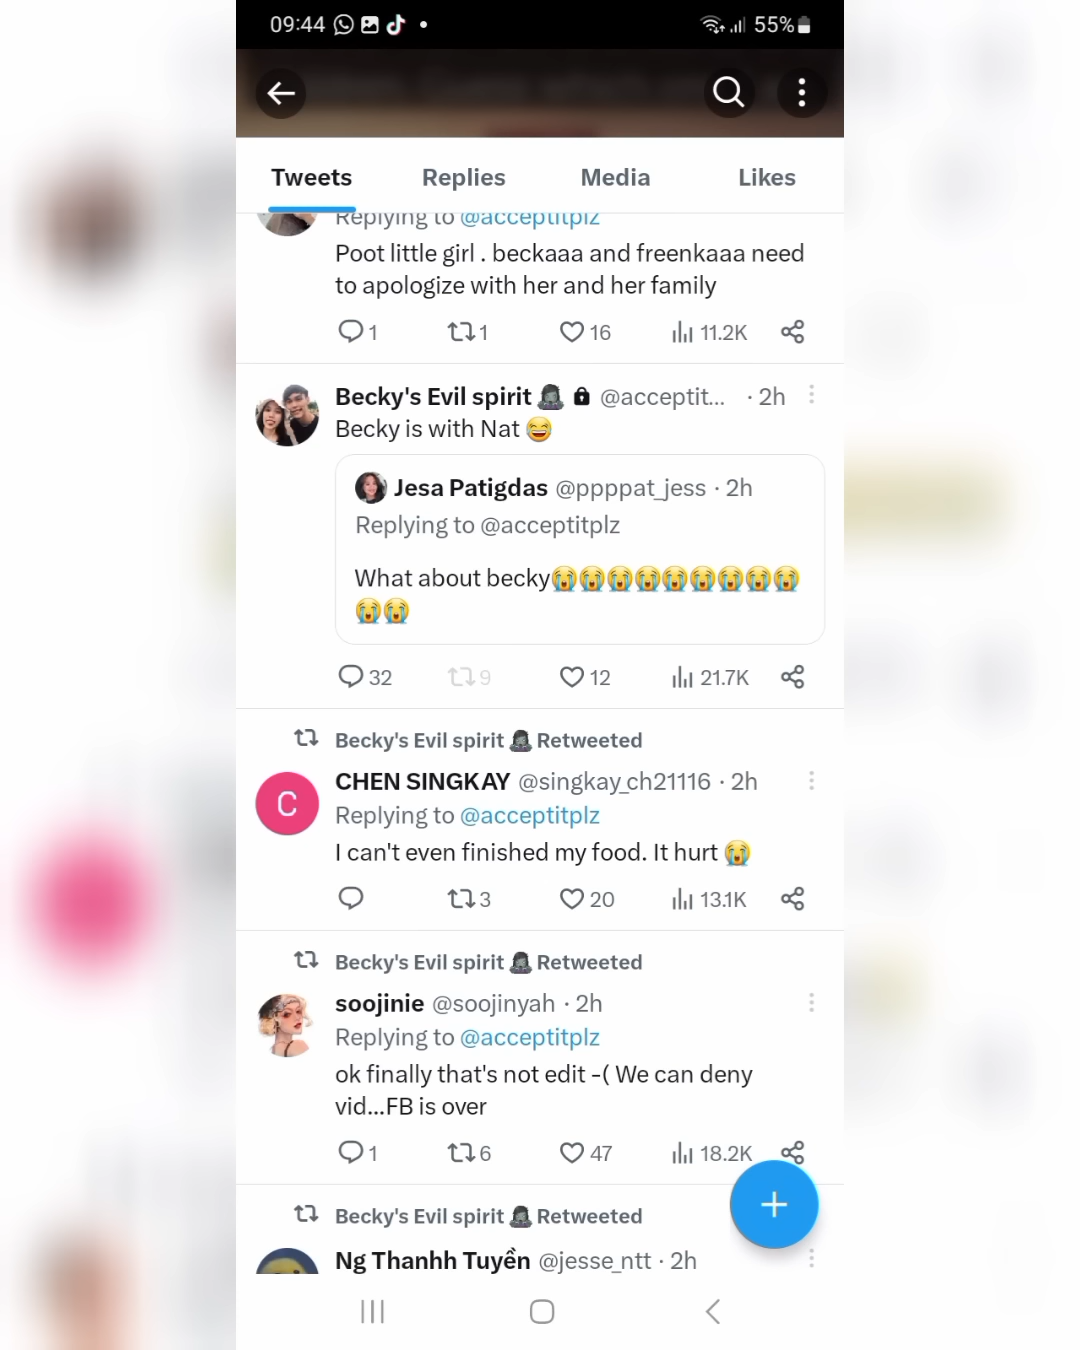 09:44
55%
Tweets Replies Media Likes
Replying to @acceptitplz
Poot little girl . beckaaa and freenkaaa need
to apologize with her and her family
1 1 16 11.2K
Becky's Evil spirit @acceptit... · 2h
Becky is with Nat 😂
Jesa Patigdas @ppppat_jess · 2h
Replying to @acceptitplz
What about becky😭😭😭😭😭😭😭😭😭
😭😭
32 9 12 21.7K
Becky's Evil spirit Retweeted
C
CHEN SINGKAY @singkay_ch21116 · 2h
Replying to @acceptitplz
I can't even finished my food. It hurt 😭
3 20 13.1K
Becky's Evil spirit Retweeted
soojinie @soojinyah · 2h
Replying to @acceptitplz
ok finally that's not edit -( We can deny
vid...FB is over
1 6 47 18.2K
Becky's Evil spirit Retweeted
Ng Thanhh Tuyền @jesse_ntt · 2h